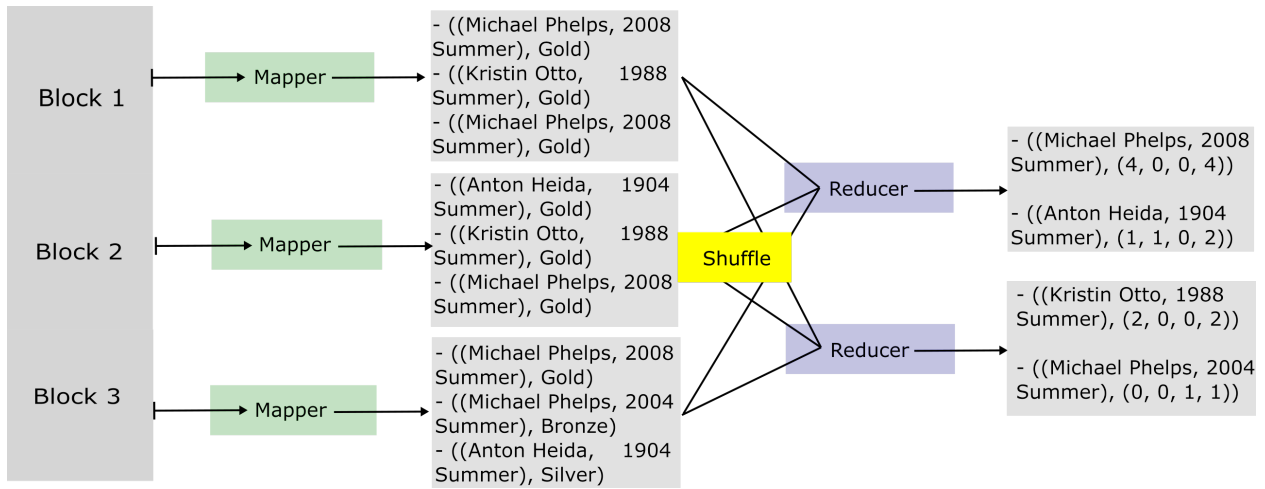 Block 1
Mapper
- ((Michael Phelps, 2008
Summer), Gold)
- ((Kristin Otto, 1988
Summer), Gold)
- ((Michael Phelps, 2008
Summer), Gold)
Block 2
Mapper
- ((Anton Heida, 1904
Summer), Gold)
- ((Kristin Otto, 1988
Summer), Gold)
- ((Michael Phelps, 2008
Summer), Gold)
Block 3
Mapper
- ((Michael Phelps, 2008
Summer), Gold)
- ((Michael Phelps, 2004
Summer), Bronze)
- ((Anton Heida, 1904
Summer), Silver)
Shuffle
Reducer
- ((Michael Phelps, 2008
Summer), (4, 0, 0, 4))
- ((Anton Heida, 1904
Summer), (1, 1, 0, 2))
Reducer
- ((Kristin Otto, 1988
Summer), (2, 0, 0, 2))
- ((Michael Phelps, 2004
Summer), (0, 0, 1, 1))